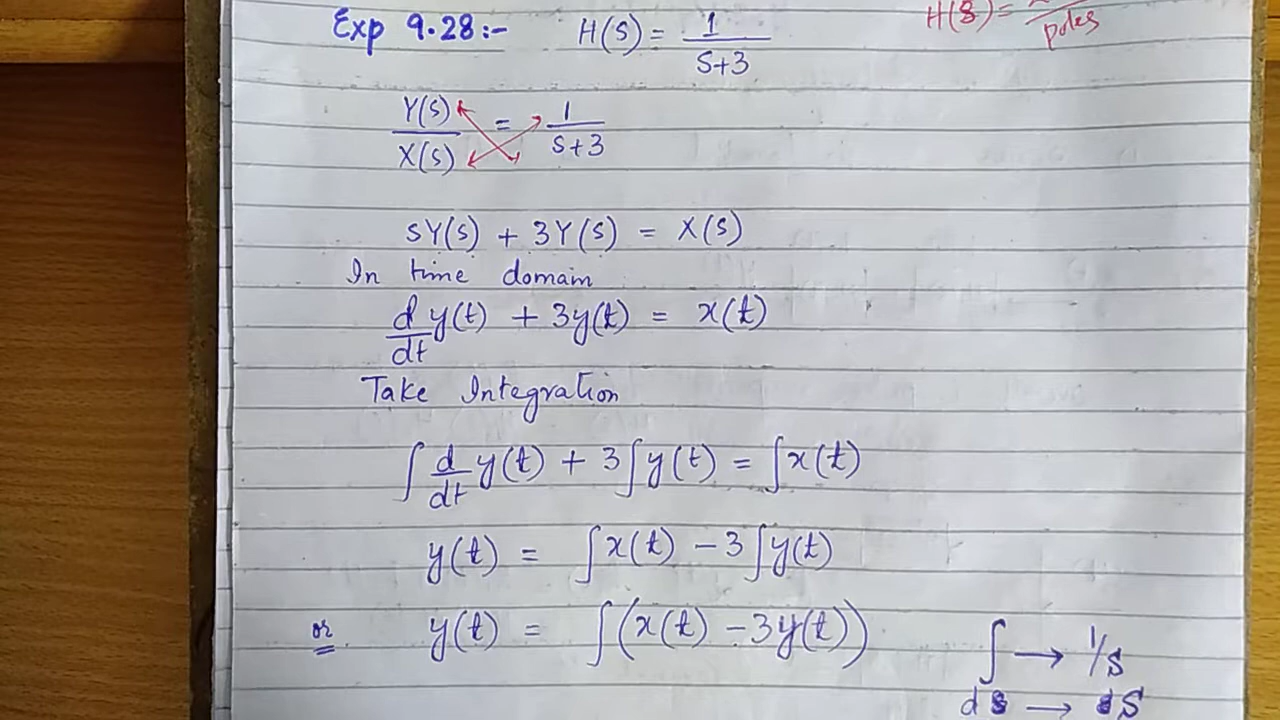 Exp 9.28:- H(s) = 1/(s+3)
H(s) = /poles
Y(s)/X(s) = 1/(s+3)
sY(s) + 3Y(s) = X(s)
In time domain
d/dt y(t) + 3y(t) = x(t)
Take Integration
∫ d/dt y(t) + 3∫y(t) = ∫x(t)
y(t) = ∫x(t) - 3∫y(t)
or y(t) = ∫(x(t) - 3y(t))
∫ → 1/s
d → s